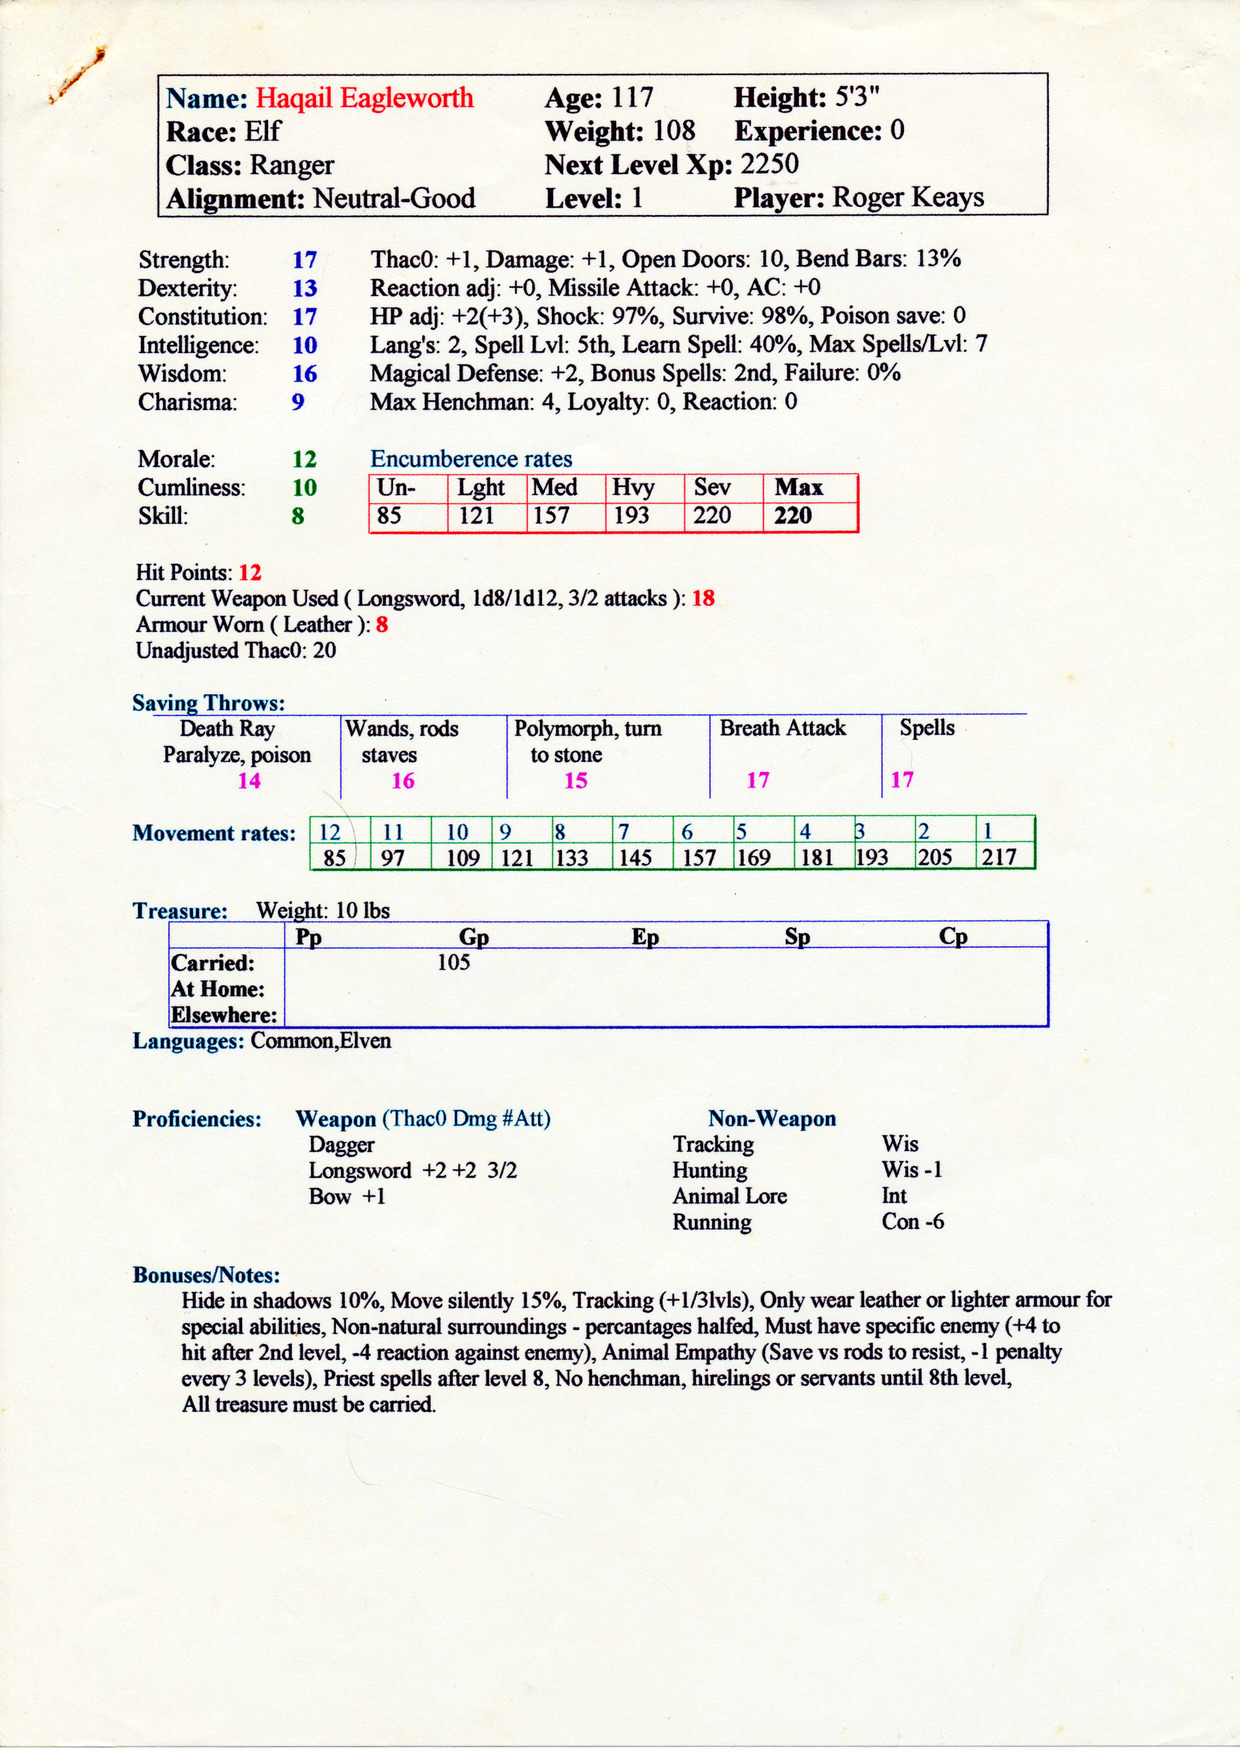 Name: Haqail Eagleworth Age: 117 Height: 5'3"
Race: Elf Weight: 108 Experience: 0
Class: Ranger Next Level Xp: 2250
Alignment: Neutral-Good Level: 1 Player: Roger Keays
Strength: 17 Thac0: +1, Damage: +1, Open Doors: 10, Bend Bars: 13%
Dexterity: 13 Reaction adj: +0, Missile Attack: +0, AC: +0
Constitution: 17 HP adj: +2(+3), Shock: 97%, Survive: 98%, Poison save: 0
Intelligence: 10 Lang's: 2, Spell Lvl: 5th, Learn Spell: 40%, Max Spells/Lvl: 7
Wisdom: 16 Magical Defense: +2, Bonus Spells: 2nd, Failure: 0%
Charisma: 9 Max Henchman: 4, Loyalty: 0, Reaction: 0
Morale: 12 Encumberence rates
Cumliness: 10 Un- Lght Med Hvy Sev Max
Skill: 8 85 121 157 193 220 220
Hit Points: 12
Current Weapon Used ( Longsword, 1d8/1d12, 3/2 attacks ): 18
Armour Worn ( Leather ): 8
Unadjusted Thac0: 20
Saving Throws:
Death Ray Wands, rods Polymorph, turn Breath Attack Spells
Paralyze, poison staves to stone
14 16 15 17 17
Movement rates: 12 11 10 9 8 7 6 5 4 3 2 1
85 97 109 121 133 145 157 169 181 193 205 217
Treasure: Weight: 10 lbs
Pp Gp Ep Sp Cp
Carried: 105
At Home:
Elsewhere:
Languages: Common,Elven
Proficiencies: Weapon (Thac0 Dmg #Att) Non-Weapon
Dagger Tracking Wis
Longsword +2 +2 3/2 Hunting Wis -1
Bow +1 Animal Lore Int
Running Con -6
Bonuses/Notes:
Hide in shadows 10%, Move silently 15%, Tracking (+1/3lvls), Only wear leather or lighter armour for
special abilities, Non-natural surroundings - percantages halfed, Must have specific enemy (+4 to
hit after 2nd level, -4 reaction against enemy), Animal Empathy (Save vs rods to resist, -1 penalty
every 3 levels), Priest spells after level 8, No henchman, hirelings or servants until 8th level,
All treasure must be carried.